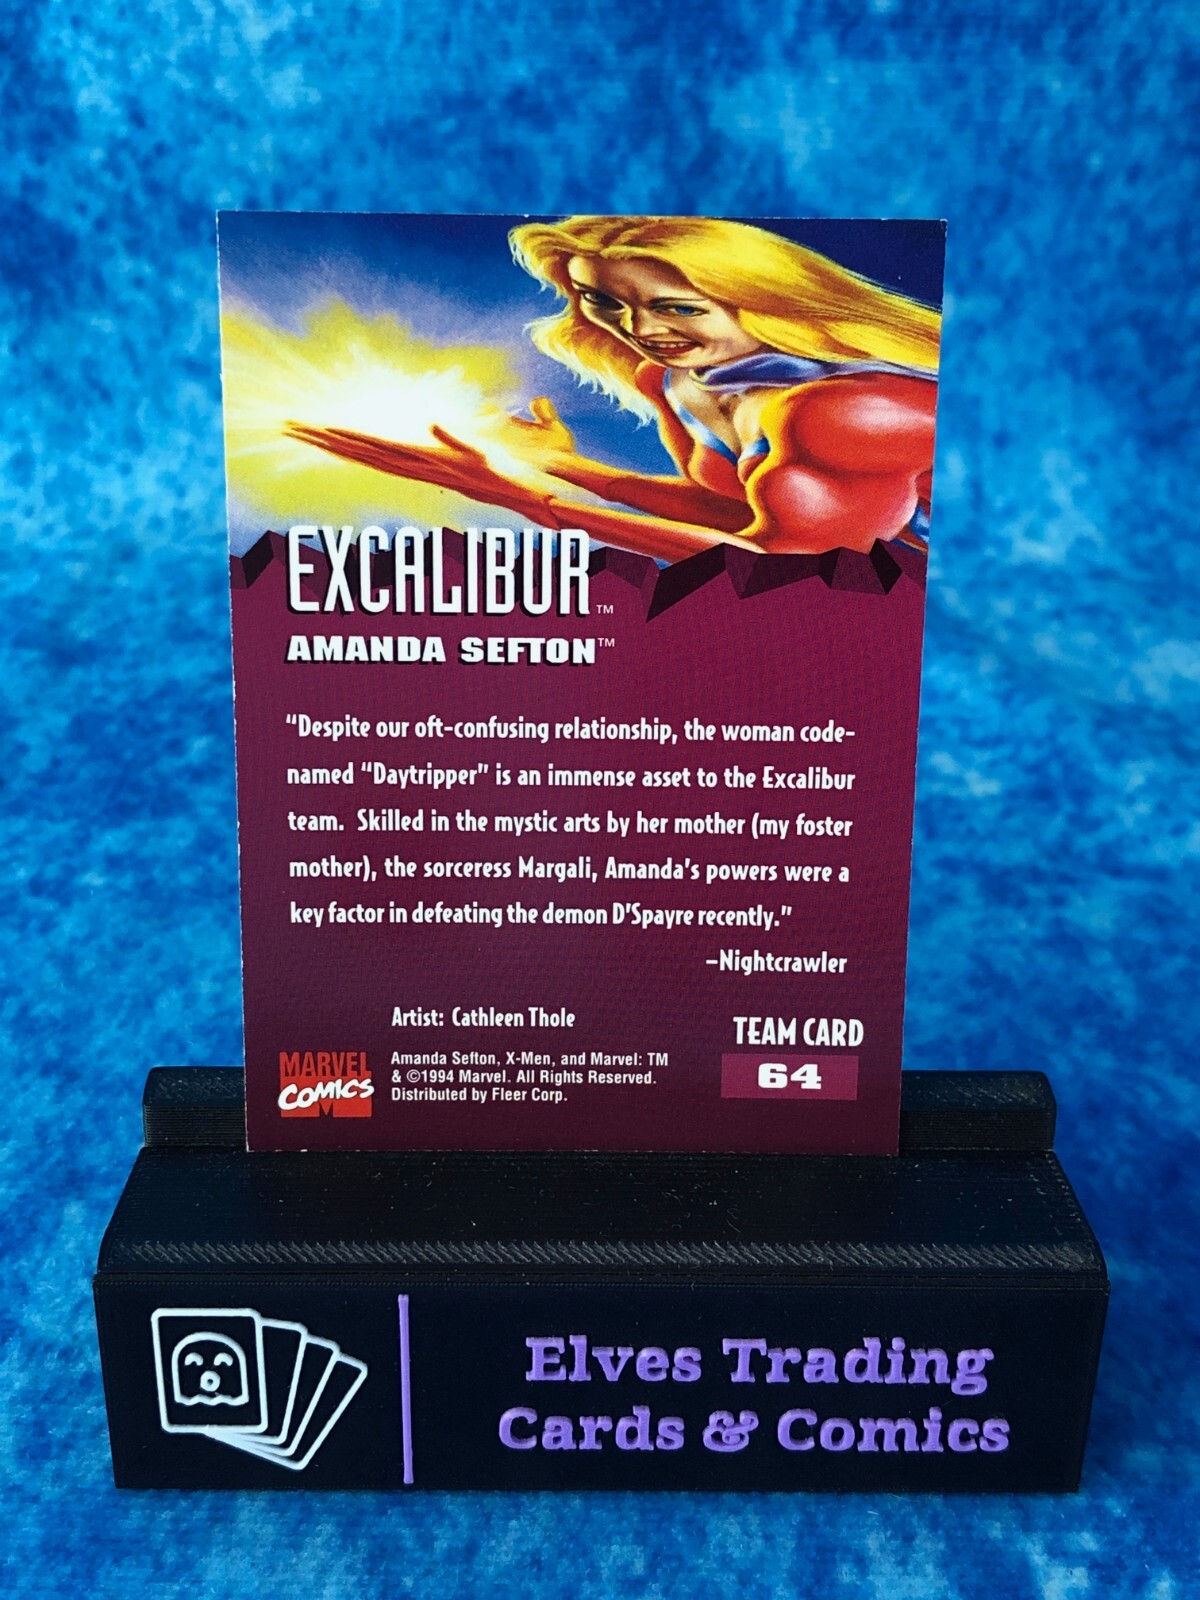 EXCALIBUR™
AMANDA SEFTON™
“Despite our oft-confusing relationship, the woman code-
named “Daytripper” is an immense asset to the Excalibur
team. Skilled in the mystic arts by her mother (my foster
mother), the sorceress Margali, Amanda's powers were a
key factor in defeating the demon D'Spayre recently.”
–Nightcrawler
Artist: Cathleen Thole
TEAM CARD
64
MARVEL
COMICS
Amanda Sefton, X-Men, and Marvel: TM
& ©1994 Marvel. All Rights Reserved.
Distributed by Fleer Corp.
Elves Trading
Cards & Comics